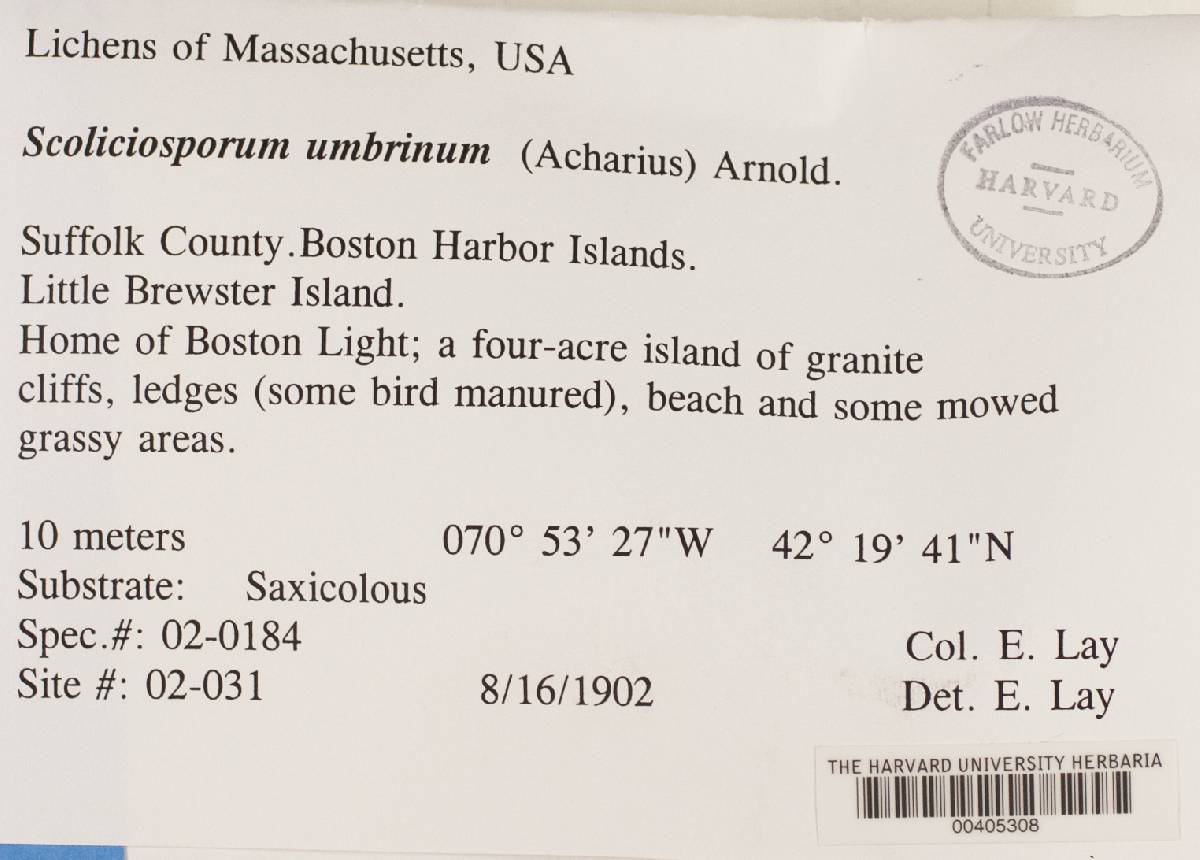 Lichens of Massachusetts, USA
Scoliciosporum umbrinum (Acharius) Arnold.
FARLOW HERBARIUM
HARVARD
UNIVERSITY
Suffolk County.Boston Harbor Islands.
Little Brewster Island.
Home of Boston Light; a four-acre island of granite
cliffs, ledges (some bird manured), beach and some mowed
grassy areas.
10 meters 070° 53' 27"W 42° 19' 41"N
Substrate: Saxicolous
Spec.#: 02-0184 Col. E. Lay
Site #: 02-031 8/16/1902 Det. E. Lay
THE HARVARD UNIVERSITY HERBARIA
00405308